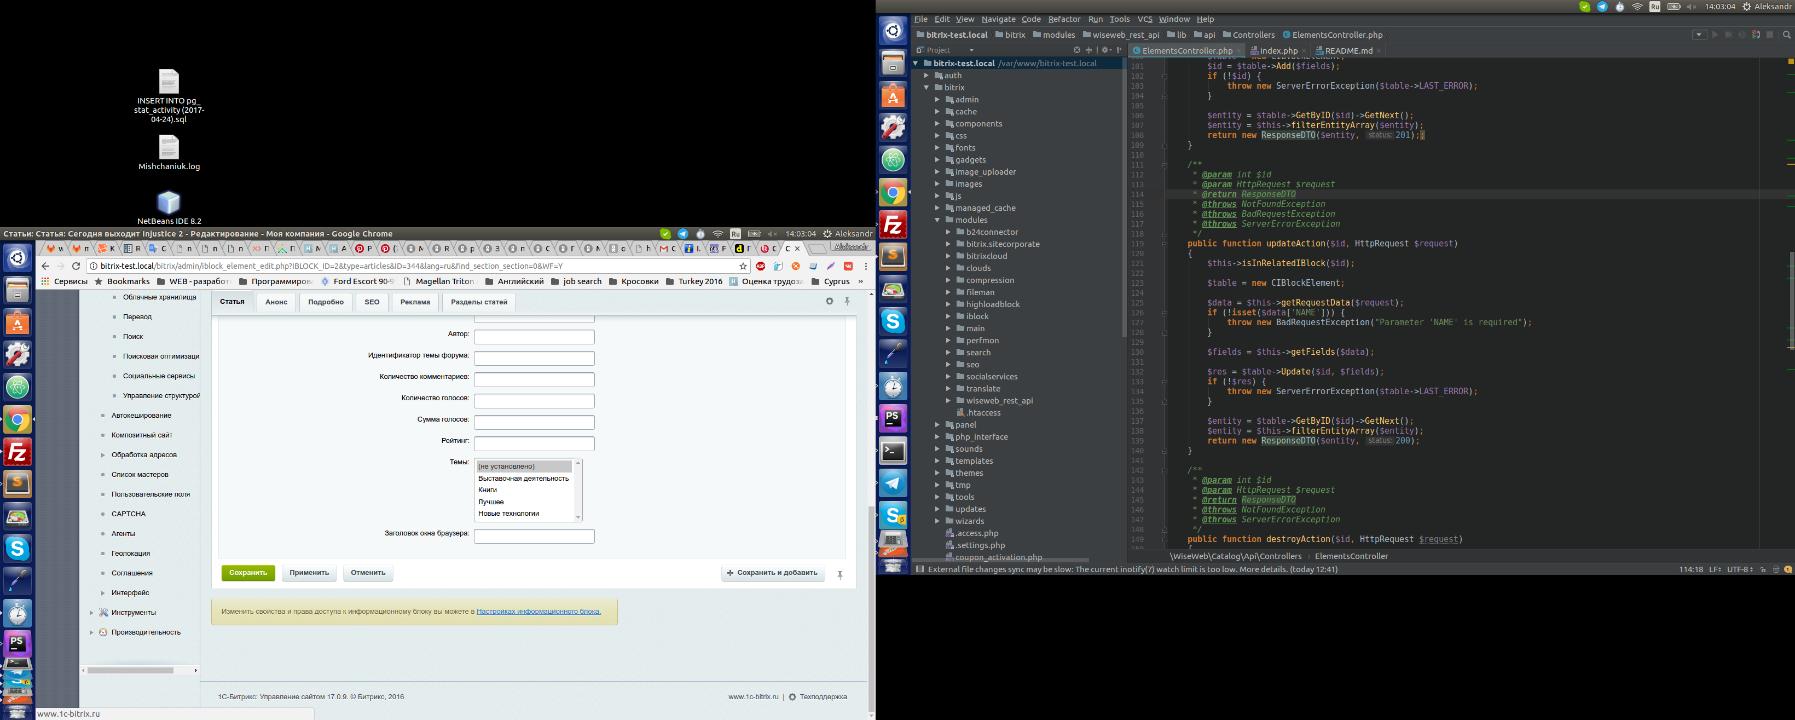 INSERT INTO pg_
stat_activity (2017-
04-24).sql
Mishchaniuk.log
NetBeans IDE 8.2
Статья: Статья: Сегодня выходит Injustice 2 - Редактирование - Моя компания - Google Chrome
Ru
14:03:04
Aleksandr
bitrix-test.local/bitrix/admin/iblock_element_edit.php?IBLOCK_ID=2&type=articles&ID=344&lang=ru&find_section_section=0&WF=Y
Сервисы
Bookmarks
WEB - разработ
Программиров
Ford Escort 90-9
Magellan Triton
Английский
job search
Кросовки
Turkey 2016
Оценка трудоз
Cyprus
»
Облачные хранилища
Перевод
Поиск
Поисковая оптимизаци
Социальные сервисы
Управление структурой
Автокеширование
Композитный сайт
Обработка адресов
Список мастеров
Пользовательские поля
CAPTCHA
Агенты
Геолокация
Соглашения
Интерфейс
Инструменты
Производительность
Статья
Анонс
Подробно
SEO
Реклама
Разделы статей
Автор:
Идентификатор темы форума:
Количество комментариев:
Количество голосов:
Сумма голосов:
Рейтинг:
Темы:
(не установлено)
Выставочная деятельность
Книги
Лучшее
Новые технологии
Заголовок окна браузера:
Сохранить
Применить
Отменить
+ Сохранить и добавить
Изменить свойства и права доступа к информационному блоку вы можете в Настройках информационного блока.
1С-Битрикс: Управление сайтом 17.0.9. © Битрикс, 2016
www.1c-bitrix.ru | Техподдержка
www.1c-bitrix.ru
Ru
14:03:04
Aleksandr
File Edit View Navigate Code Refactor Run Tools VCS Window Help
bitrix-test.local
bitrix
modules
wiseweb_rest_api
lib
api
Controllers
ElementsController.php
Project
ElementsController.php
index.php
README.md
bitrix-test.local /var/www/bitrix-test.local
auth
bitrix
admin
cache
components
css
fonts
gadgets
image_uploader
images
js
managed_cache
modules
b24connector
bitrix.sitecorporate
bitrixcloud
clouds
compression
fileman
highloadblock
iblock
main
perfmon
search
seo
socialservices
translate
wiseweb_rest_api
.htaccess
panel
php_interface
sounds
templates
themes
tmp
tools
updates
wizards
.access.php
.settings.php
coupon_activation.php
101 $id = $table->Add($fields);
102 if (!$id) {
103 throw new ServerErrorException($table->LAST_ERROR);
104 }
105
106 $entity = $table->GetByID($id)->GetNext();
107 $entity = $this->filterEntityArray($entity);
108 return new ResponseDTO($entity, status: 201);;
109 }
110
111 /**
112 * @param int $id
113 * @param HttpRequest $request
114 * @return ResponseDTO
115 * @throws NotFoundException
116 * @throws BadRequestException
117 * @throws ServerErrorException
118 */
119 public function updateAction($id, HttpRequest $request)
120 {
121 $this->isInRelatedIBlock($id);
122
123 $table = new CIBlockElement;
124
125 $data = $this->getRequestData($request);
126 if (!isset($data['NAME'])) {
127 throw new BadRequestException("Parameter 'NAME' is required");
128 }
129
130 $fields = $this->getFields($data);
131
132 $res = $table->Update($id, $fields);
133 if (!$res) {
134 throw new ServerErrorException($table->LAST_ERROR);
135 }
136
137 $entity = $table->GetByID($id)->GetNext();
138 $entity = $this->filterEntityArray($entity);
139 return new ResponseDTO($entity, status: 200);
140 }
141
142 /**
143 * @param int $id
144 * @param HttpRequest $request
145 * @return ResponseDTO
146 * @throws NotFoundException
147 * @throws ServerErrorException
148 */
149 public function destroyAction($id, HttpRequest $request)
\WiseWeb\Catalog\Api\Controllers
ElementsController
External file changes sync may be slow: The current inotify(7) watch limit is too low. More details. (today 12:41)
114:18 LF÷ UTF-8÷